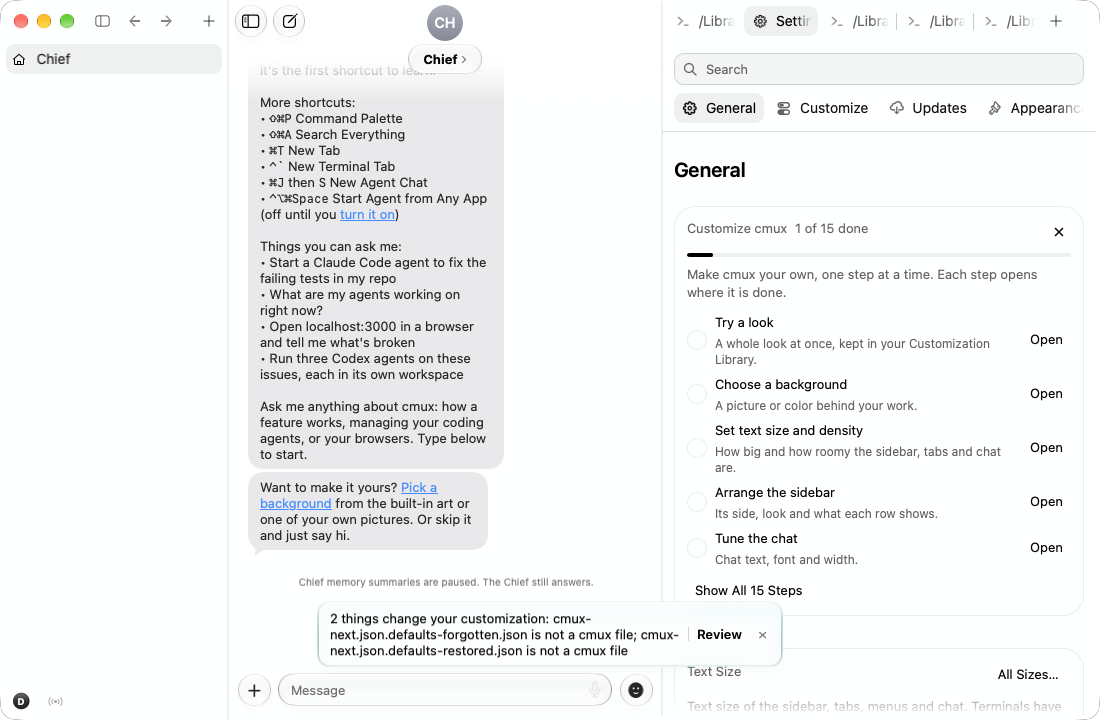 Chief
CH
Chief
it's the first shortcut to learn.
More shortcuts:
• ⇧⌘P Command Palette
• ⇧⌘A Search Everything
• ⌘T New Tab
• ^` New Terminal Tab
• ⌘J then S New Agent Chat
• ^⌥⌘Space Start Agent from Any App
(off until you turn it on)
Things you can ask me:
• Start a Claude Code agent to fix the
failing tests in my repo
• What are my agents working on
right now?
• Open localhost:3000 in a browser
and tell me what's broken
• Run three Codex agents on these
issues, each in its own workspace
Ask me anything about cmux: how a
feature works, managing your coding
agents, or your browsers. Type below
to start.
Want to make it yours? Pick a
background from the built-in art or
one of your own pictures. Or skip it
and just say hi.
Chief memory summaries are paused. The Chief still answers.
2 things change your customization: cmux-
next.json.defaults-forgotten.json is not a cmux file; cmux-
next.json.defaults-restored.json is not a cmux file
Review
Message
D
/Libra
Settin
/Libra
/Libra
/Libr
Search
General
Customize
Updates
Appearanc
General
Customize cmux 1 of 15 done
Make cmux your own, one step at a time. Each step opens
where it is done.
Try a look
A whole look at once, kept in your Customization
Library.
Open
Choose a background
A picture or color behind your work.
Open
Set text size and density
How big and how roomy the sidebar, tabs and chat
are.
Open
Arrange the sidebar
Its side, look and what each row shows.
Open
Tune the chat
Chat text, font and width.
Open
Show All 15 Steps
Text Size
All Sizes...
Text size of the sidebar, tabs, menus and chat. Terminals have